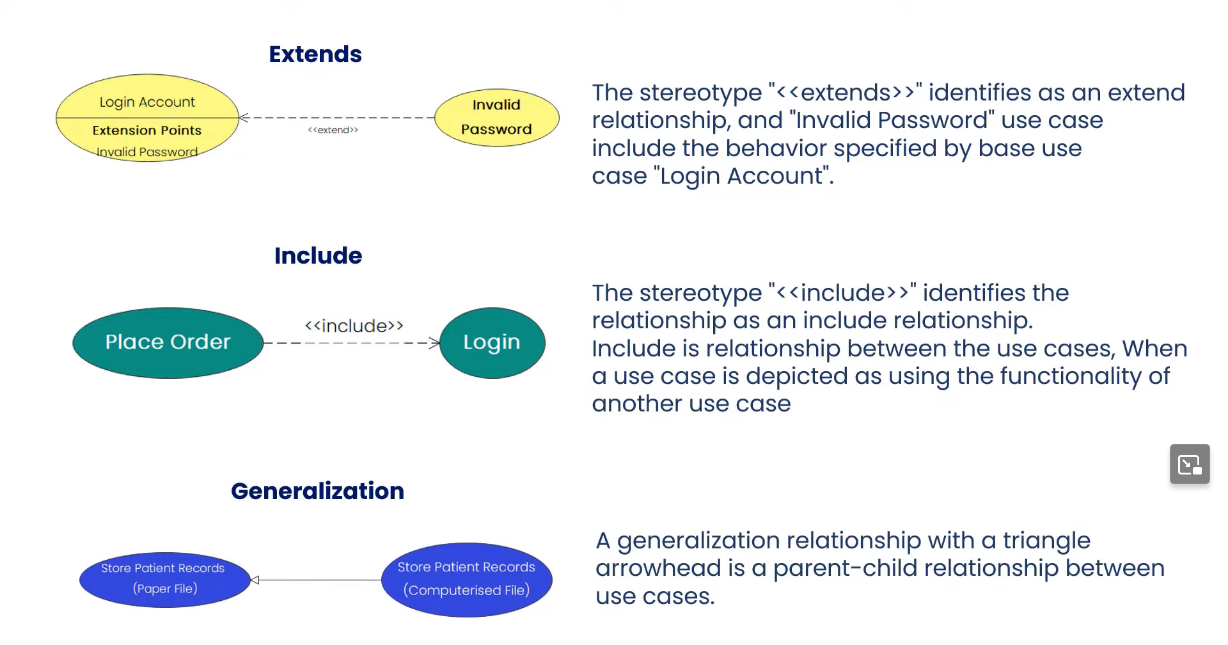 Extends
Login Account
Extension Points
Invalid Password
<<extend>>
Invalid
Password
The stereotype "<<extends>>" identifies as an extend
relationship, and "Invalid Password" use case
include the behavior specified by base use
case "Login Account".
Include
Place Order
<<include>>
Login
The stereotype "<<include>>" identifies the
relationship as an include relationship.
Include is relationship between the use cases, When
a use case is depicted as using the functionality of
another use case
Generalization
Store Patient Records
(Paper File)
Store Patient Records
(Computerised File)
A generalization relationship with a triangle
arrowhead is a parent-child relationship between
use cases.